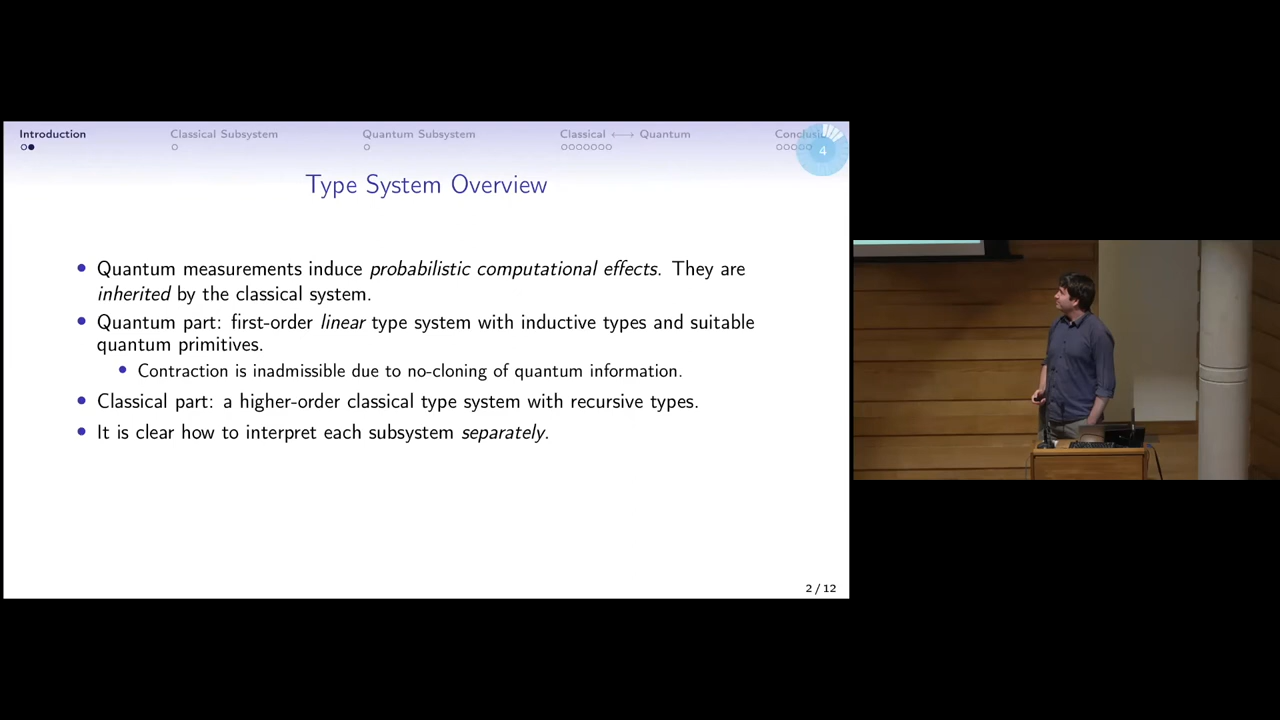 Introduction
Classical Subsystem
Quantum Subsystem
Classical ⟷ Quantum
4
Type System Overview
• Quantum measurements induce probabilistic computational effects. They are
inherited by the classical system.
• Quantum part: first-order linear type system with inductive types and suitable
quantum primitives.
• Contraction is inadmissible due to no-cloning of quantum information.
• Classical part: a higher-order classical type system with recursive types.
• It is clear how to interpret each subsystem separately.
2 / 12